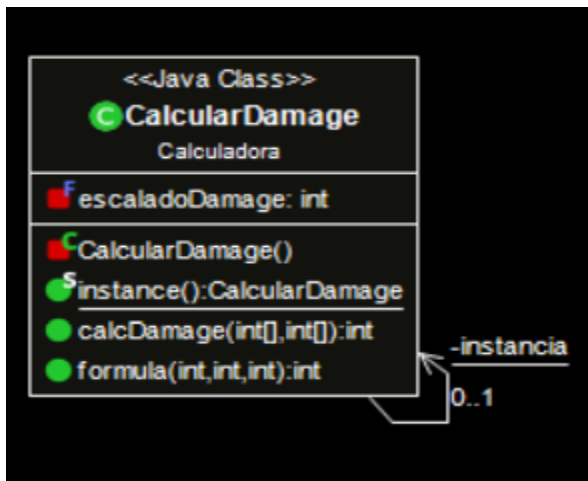 <<Java Class>>
C CalcularDamage
Calculadora
F escaladoDamage: int
C CalcularDamage()
S instance():CalcularDamage
calcDamage(int[],int[]):int
formula(int,int,int):int
-instancia
0..1